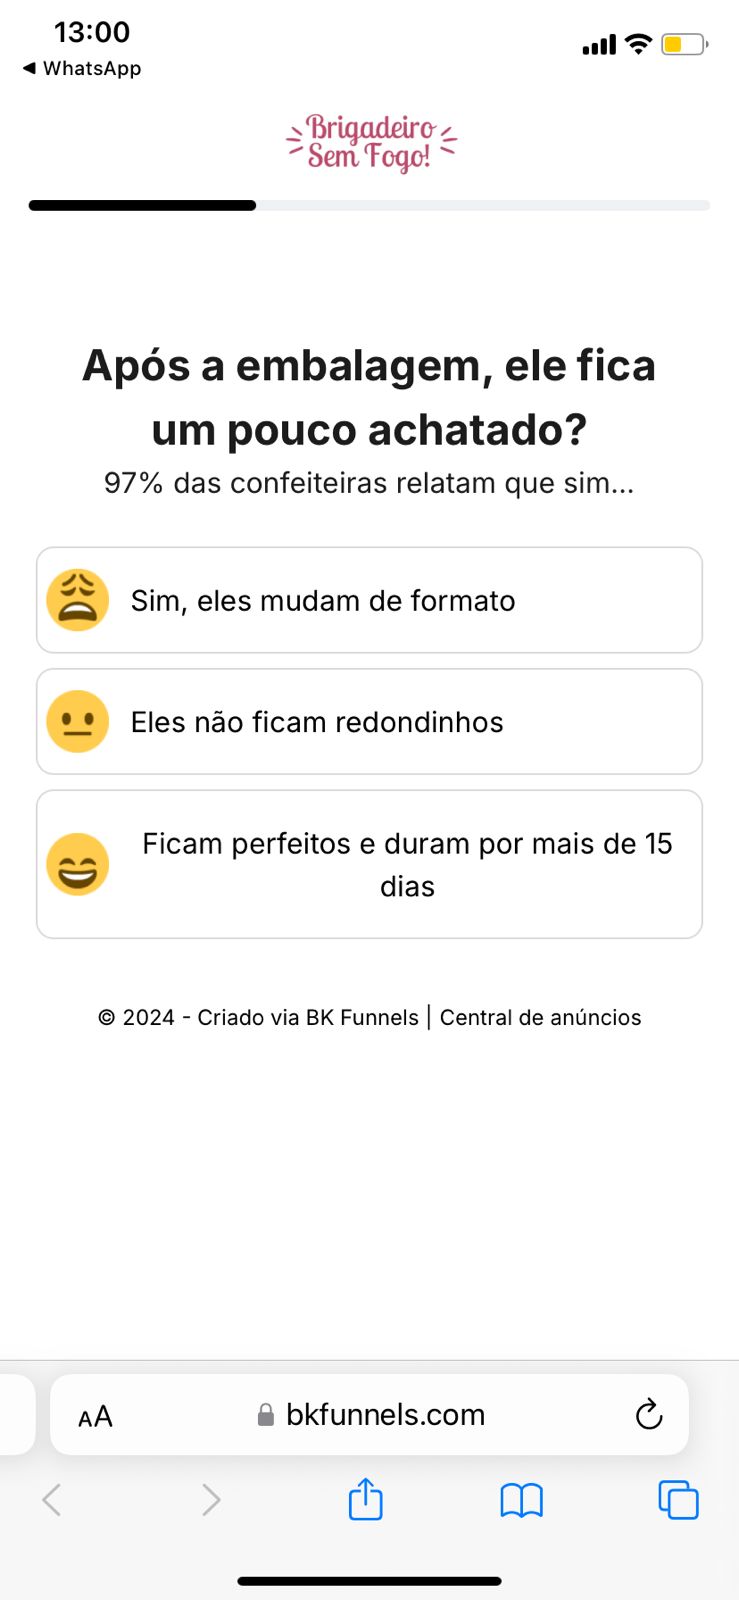 13:00
◀ WhatsApp
Brigadeiro
Sem Fogo!
Após a embalagem, ele fica
um pouco achatado?
97% das confeiteiras relatam que sim...
Sim, eles mudam de formato
Eles não ficam redondinhos
Ficam perfeitos e duram por mais de 15
dias
© 2024 - Criado via BK Funnels | Central de anúncios
AA
bkfunnels.com